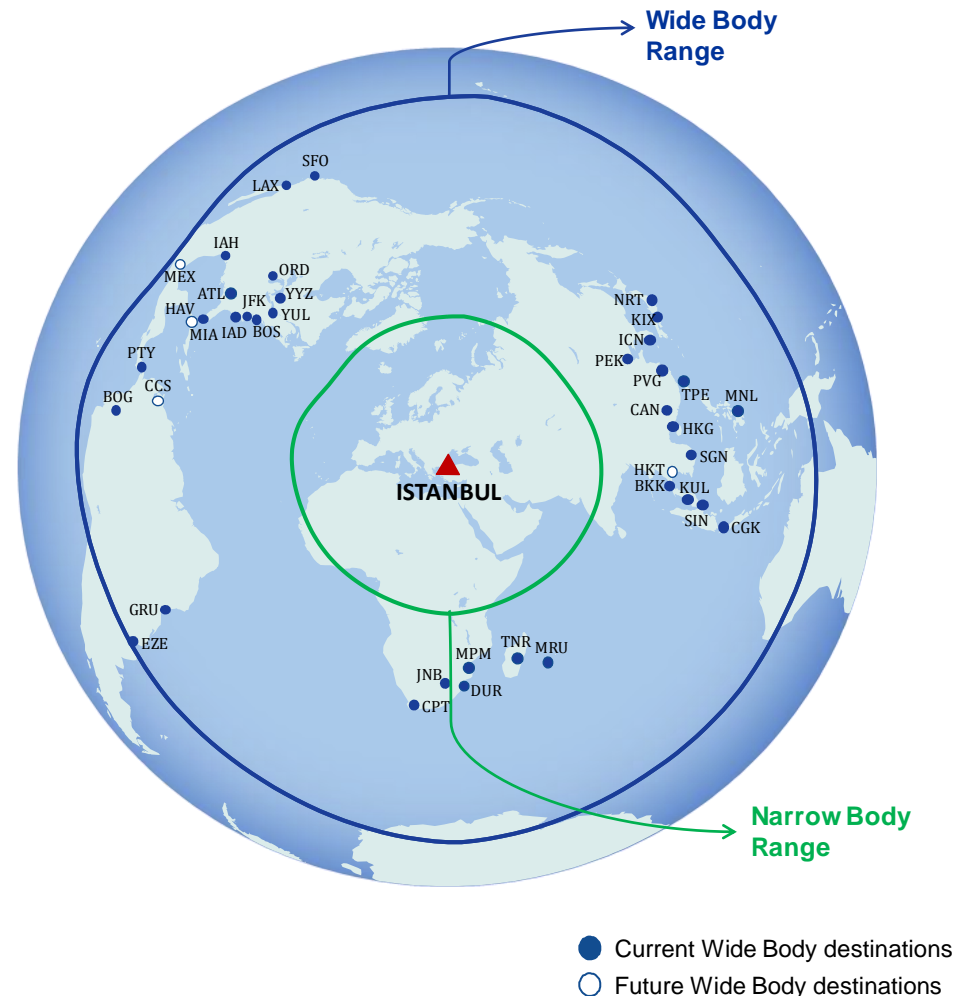 Wide Body
Range
SFO
LAX
IAH
MEX
ORD
ATL
JFK
YYZ
HAV
MIA
IAD
BOS
YUL
PTY
CCS
BOG
NRT
KIX
ICN
PEK
PVG
TPE
MNL
CAN
HKG
SGN
HKT
BKK
KUL
SIN
CGK
ISTANBUL
GRU
EZE
TNR
MRU
MPM
JNB
DUR
CPT
Narrow Body
Range
Current Wide Body destinations
Future Wide Body destinations